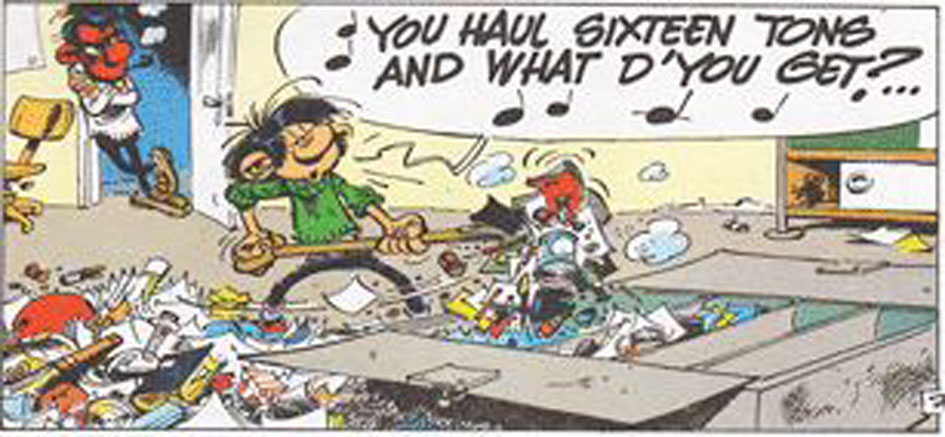 YOU HAUL SIXTEEN TONS
AND WHAT D'YOU GET?...